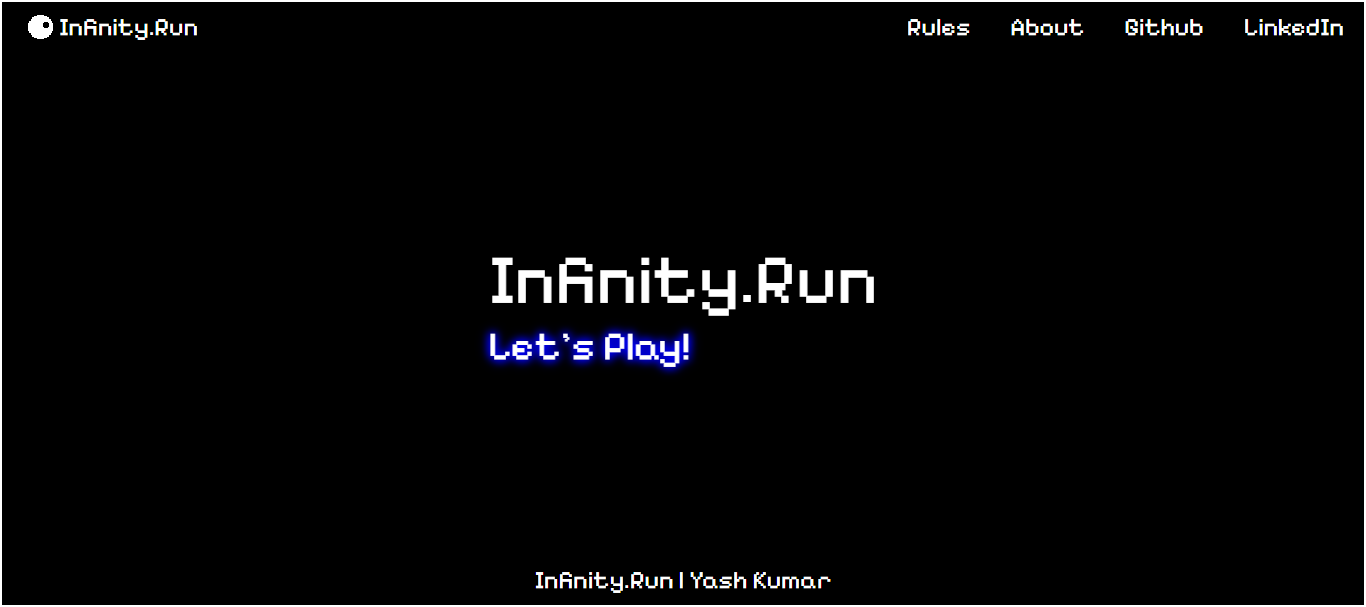 Infinity.Run
Rules About Github LinkedIn
Infinity.Run
Let's Play!
Infinity.Run | Yash Kumar